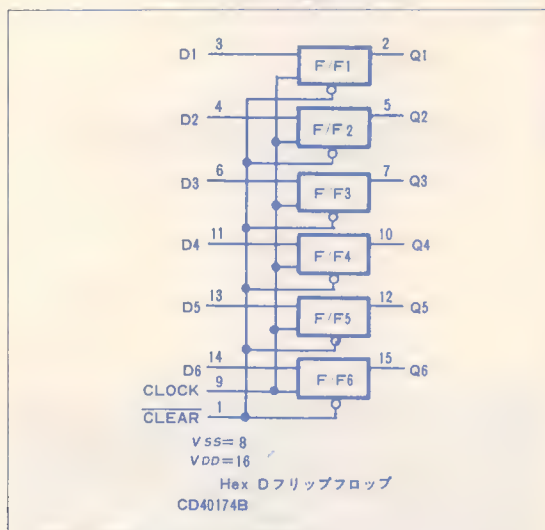 D1 3 F/F1 2 Q1
D2 4 F/F2 5 Q2
D3 6 F/F3 7 Q3
D4 11 F/F4 10 Q4
D5 13 F/F5 12 Q5
D6 14 F/F6 15 Q6
CLOCK 9
CLEAR 1
VSS=8
VDD=16
Hex Dフリップフロップ
CD40174B